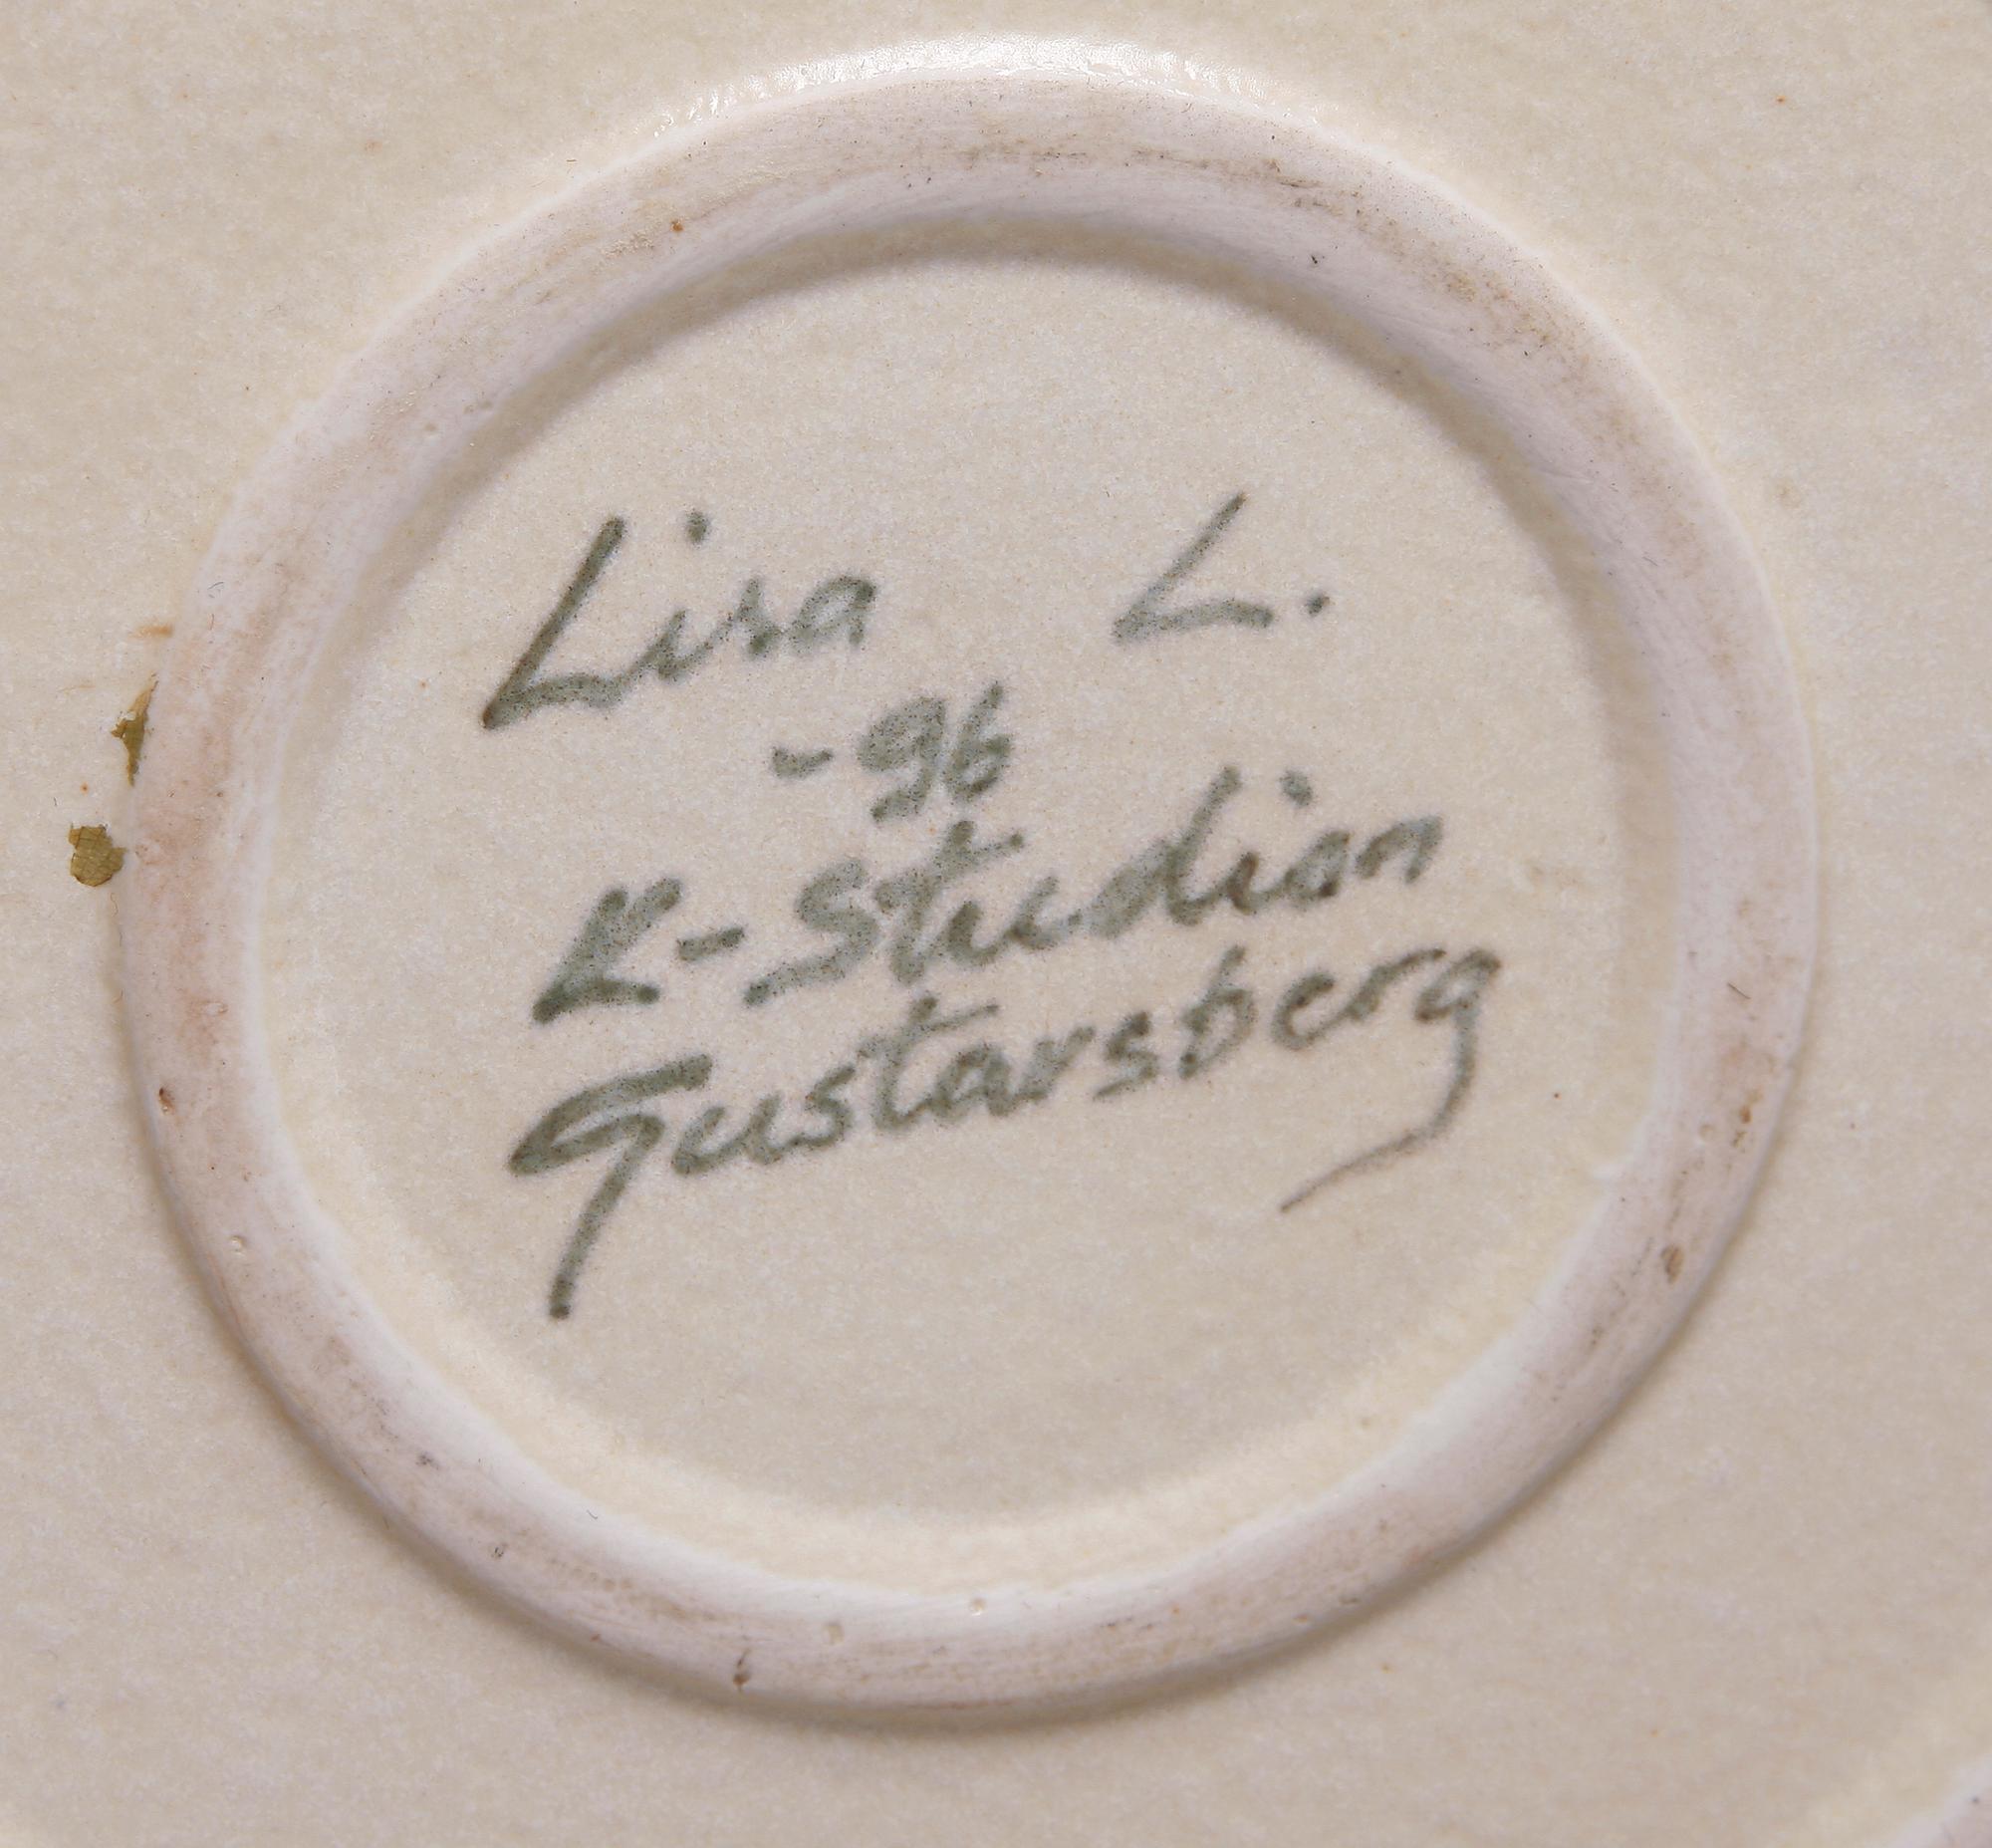 Lisa L.
-96
K-Studion
Gustavsberg